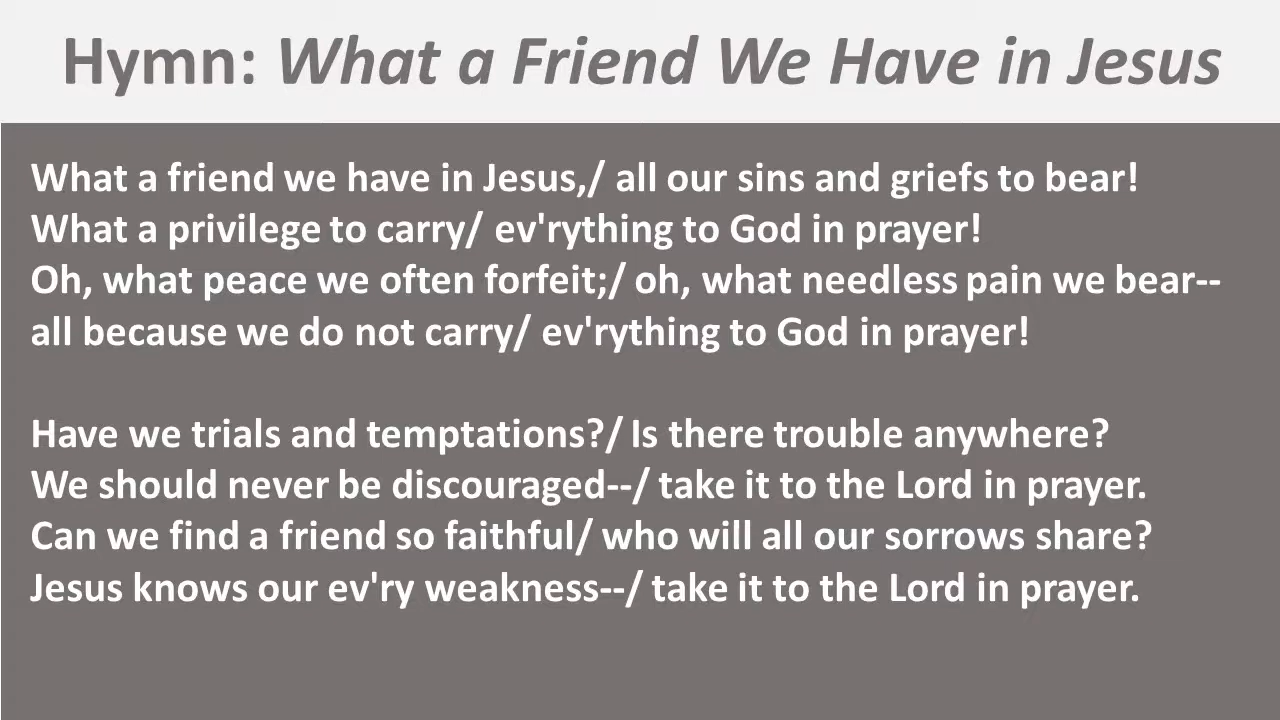 Hymn: What a Friend We Have in Jesus
What a friend we have in Jesus,/ all our sins and griefs to bear!
What a privilege to carry/ ev'rything to God in prayer!
Oh, what peace we often forfeit;/ oh, what needless pain we bear--
all because we do not carry/ ev'rything to God in prayer!
Have we trials and temptations?/ Is there trouble anywhere?
We should never be discouraged--/ take it to the Lord in prayer.
Can we find a friend so faithful/ who will all our sorrows share?
Jesus knows our ev'ry weakness--/ take it to the Lord in prayer.